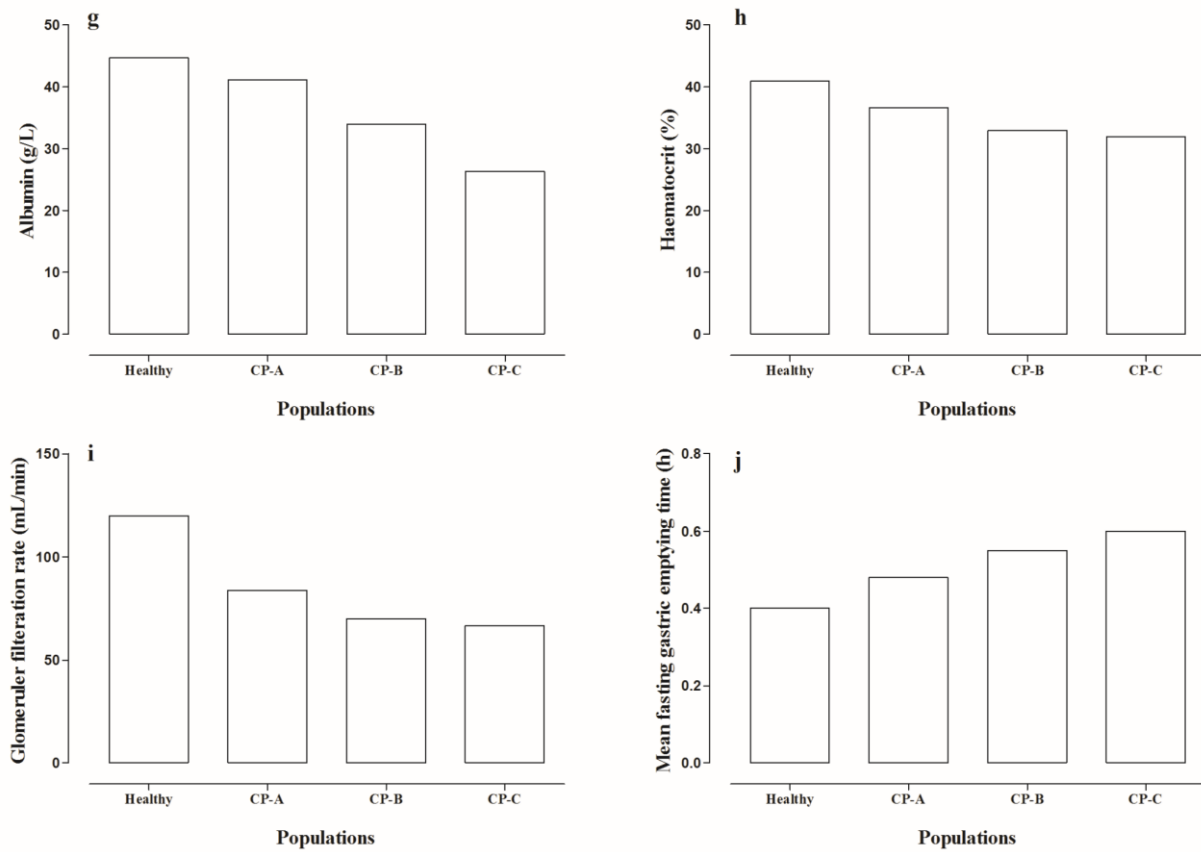 g
Albumin (g/L)
50
40
30
20
10
0
Healthy CP-A CP-B CP-C
Populations
h
Haematocrit (%)
50
40
30
20
10
0
Healthy CP-A CP-B CP-C
Populations
i
Glomeruler filteration rate (mL/min)
150
100
50
0
Healthy CP-A CP-B CP-C
Populations
j
Mean fasting gastric emptying time (h)
0.8
0.6
0.4
0.2
0.0
Healthy CP-A CP-B CP-C
Populations